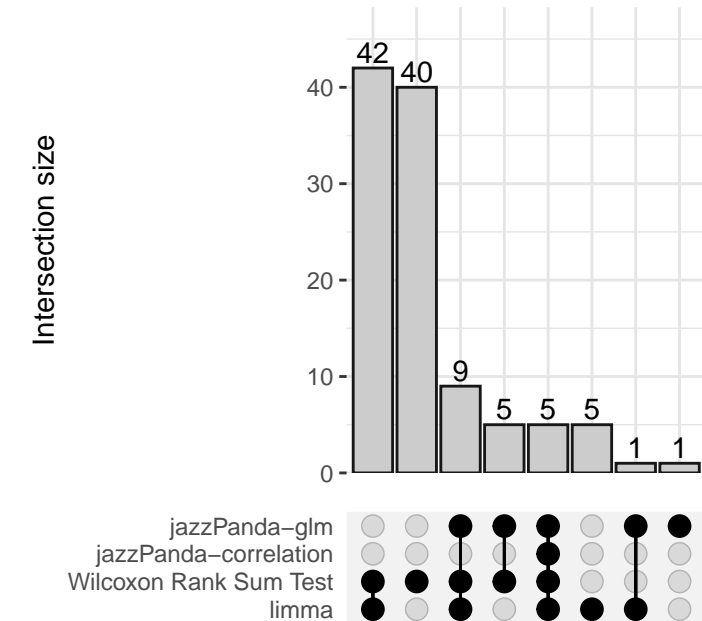 42
40
9
5
5
5
1
1
40
30
20
10
0
Intersection size
jazzPanda−glm
jazzPanda−correlation
Wilcoxon Rank Sum Test
limma